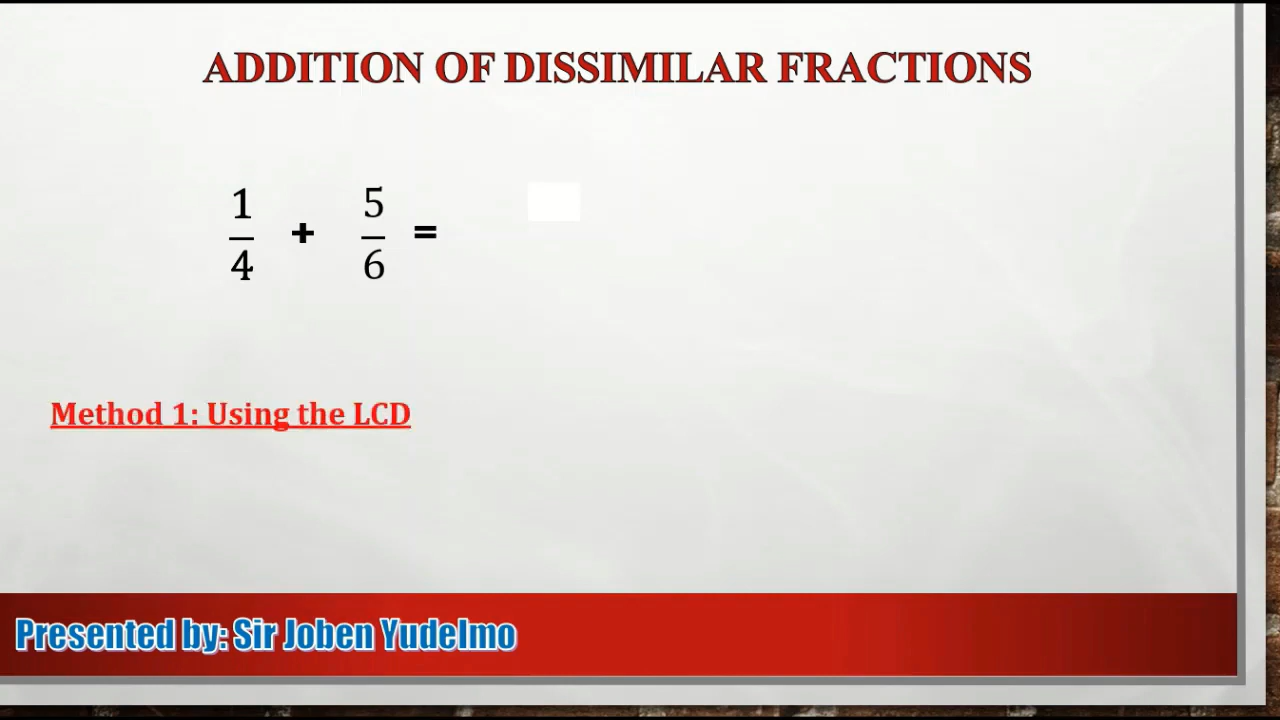 ADDITION OF DISSIMILAR FRACTIONS
1/4 + 5/6 =
Method 1: Using the LCD
Presented by: Sir Joben Yudelmo